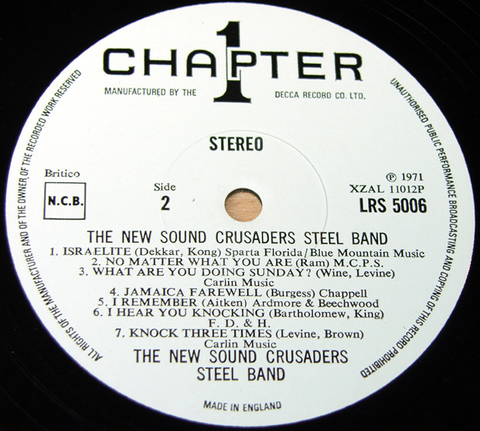 CHAPTER 1
MANUFACTURED BY THE DECCA RECORD CO. LTD.
STEREO
Britico
N.C.B.
Side
2
℗ 1971
XZAL 11012P
LRS 5006
THE NEW SOUND CRUSADERS STEEL BAND
1. ISRAELITE (Dekkar, Kong) Sparta Florida/Blue Mountain Music
2. NO MATTER WHAT YOU ARE (Ram) M.C.P.S.
3. WHAT ARE YOU DOING SUNDAY? (Wine, Levine)
Carlin Music
4. JAMAICA FAREWELL (Burgess) Chappell
5. I REMEMBER (Aitken) Ardmore & Beechwood
6. I HEAR YOU KNOCKING (Bartholomew, King)
F. D. & H.
7. KNOCK THREE TIMES (Levine, Brown)
Carlin Music
THE NEW SOUND CRUSADERS
STEEL BAND
MADE IN ENGLAND
ALL RIGHTS OF THE MANUFACTURER AND OF THE OWNER OF THE RECORDED WORK RESERVED
UNAUTHORISED PUBLIC PERFORMANCE BROADCASTING AND COPYING OF THIS RECORD PROHIBITED